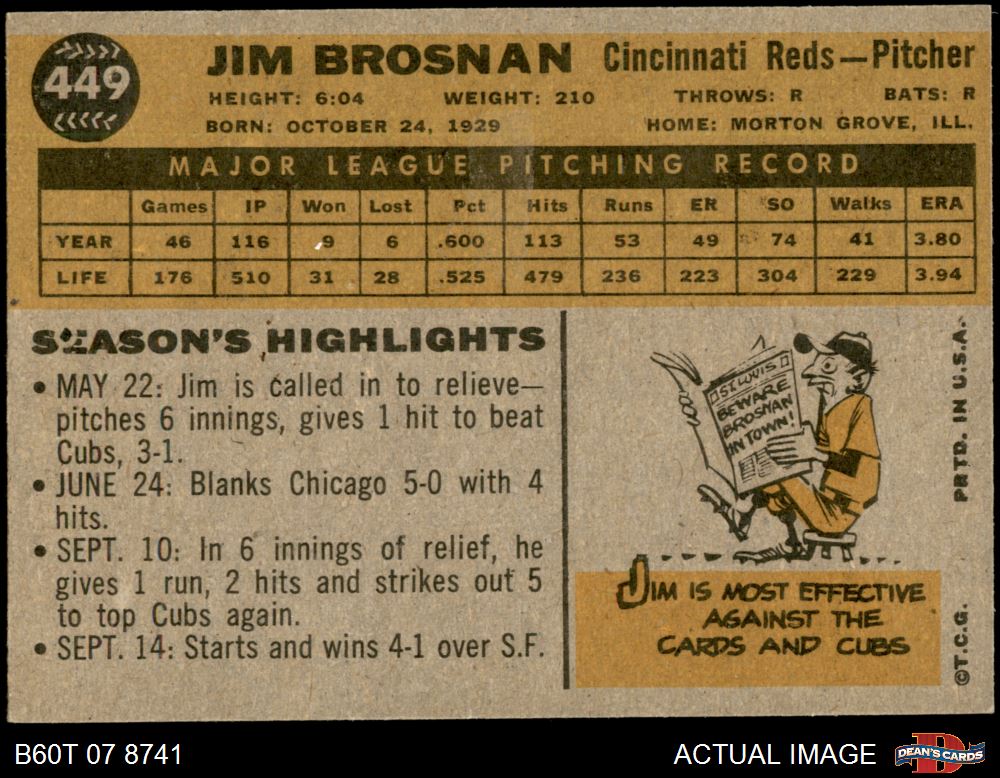 449
JIM BROSNAN Cincinnati Reds—Pitcher
HEIGHT: 6:04 WEIGHT: 210 THROWS: R BATS: R
BORN: OCTOBER 24, 1929 HOME: MORTON GROVE, ILL.
MAJOR LEAGUE PITCHING RECORD
Games IP Won Lost Pct Hits Runs ER SO Walks ERA
YEAR 46 116 9 6 .600 113 53 49 74 41 3.80
LIFE 176 510 31 28 .525 479 236 223 304 229 3.94
SEASON'S HIGHLIGHTS
• MAY 22: Jim is called in to relieve—
pitches 6 innings, gives 1 hit to beat
Cubs, 3-1.
• JUNE 24: Blanks Chicago 5-0 with 4
hits.
• SEPT. 10: In 6 innings of relief, he
gives 1 run, 2 hits and strikes out 5
to top Cubs again.
• SEPT. 14: Starts and wins 4-1 over S.F.
ST. LOUIS
BEWARE
BROSNAN
IN TOWN!
JIM IS MOST EFFECTIVE
AGAINST THE
CARDS AND CUBS
©T.C.G. PRTD. IN U.S.A.
B60T 07 8741 ACTUAL IMAGE
DEAN'S CARDS